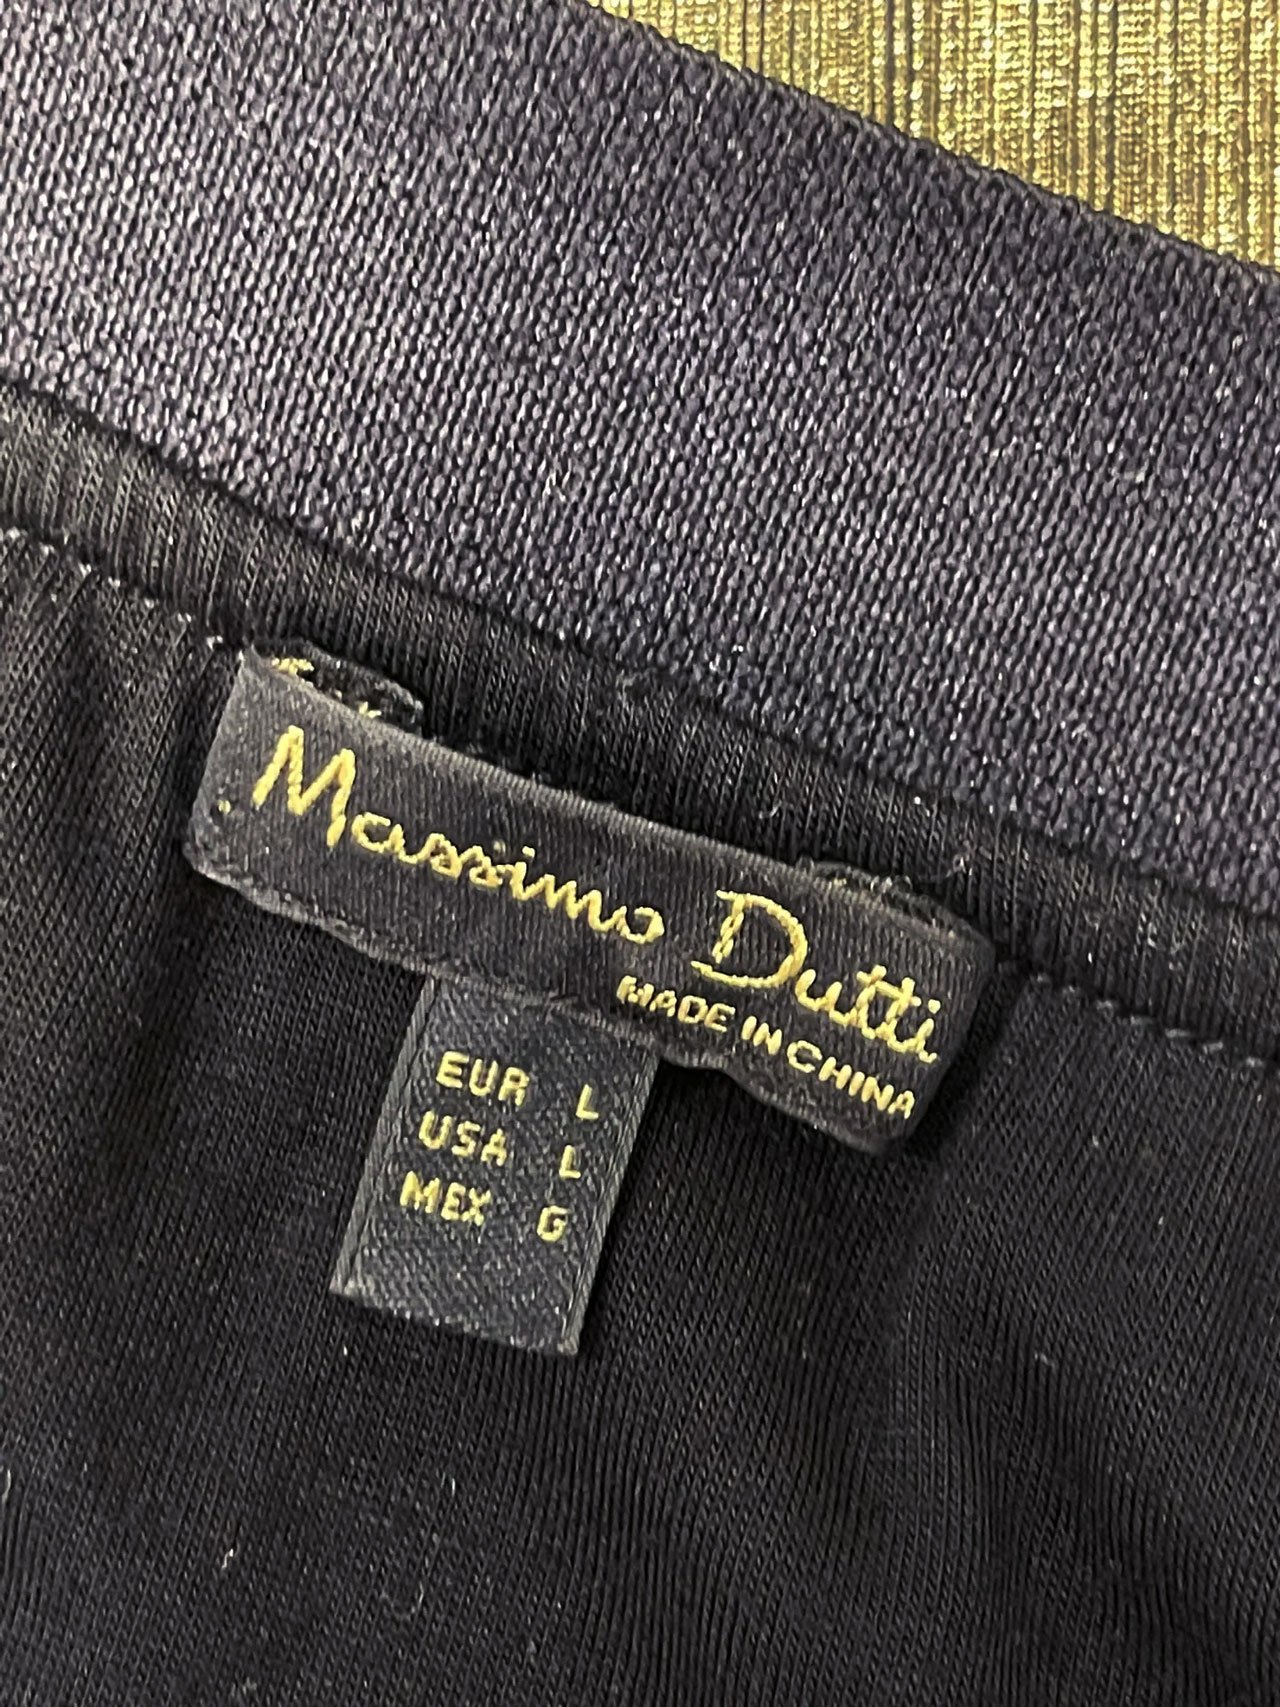 Massimo Dutti
MADE IN CHINA
EUR L
USA L
MEX G